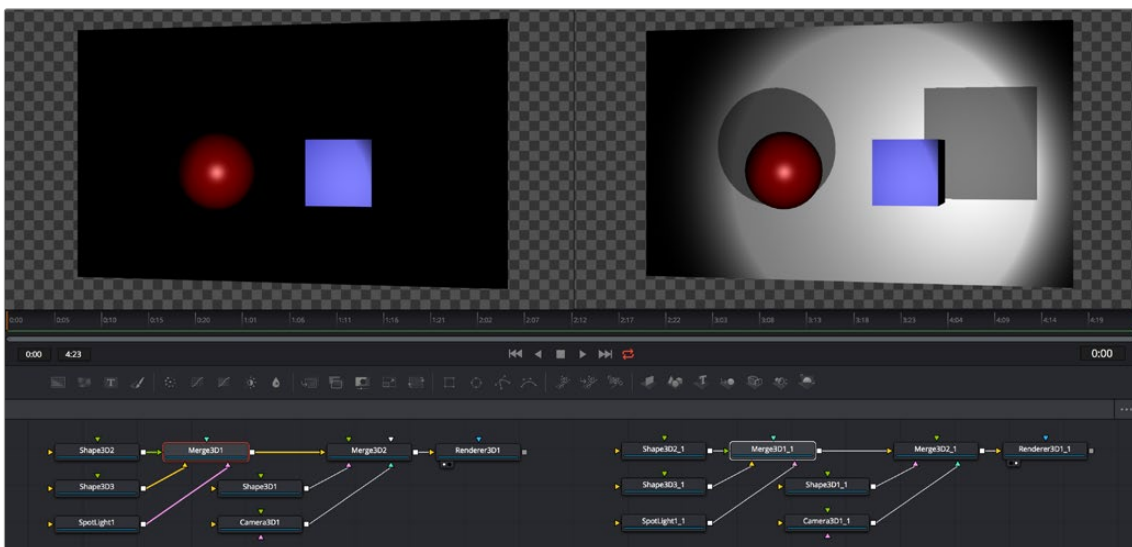 0:00 0:05 0:10 0:15 0:20 1:01 1:06 1:11 1:16 1:21 2:02 2:07 2:12 2:17 2:22 3:03 3:08 3:13 3:18 3:23 4:04 4:09 4:14 4:19
0:00 4:23 0:00
T T
Shape3D2 Merge3D1 Merge3D2 Renderer3D1 Shape3D2_1 Merge3D1_1 Merge3D2_1 Renderer3D1_1
Shape3D3 Shape3D1 Shape3D3_1 Shape3D1_1
SpotLight1 Camera3D1 SpotLight1_1 Camera3D1_1